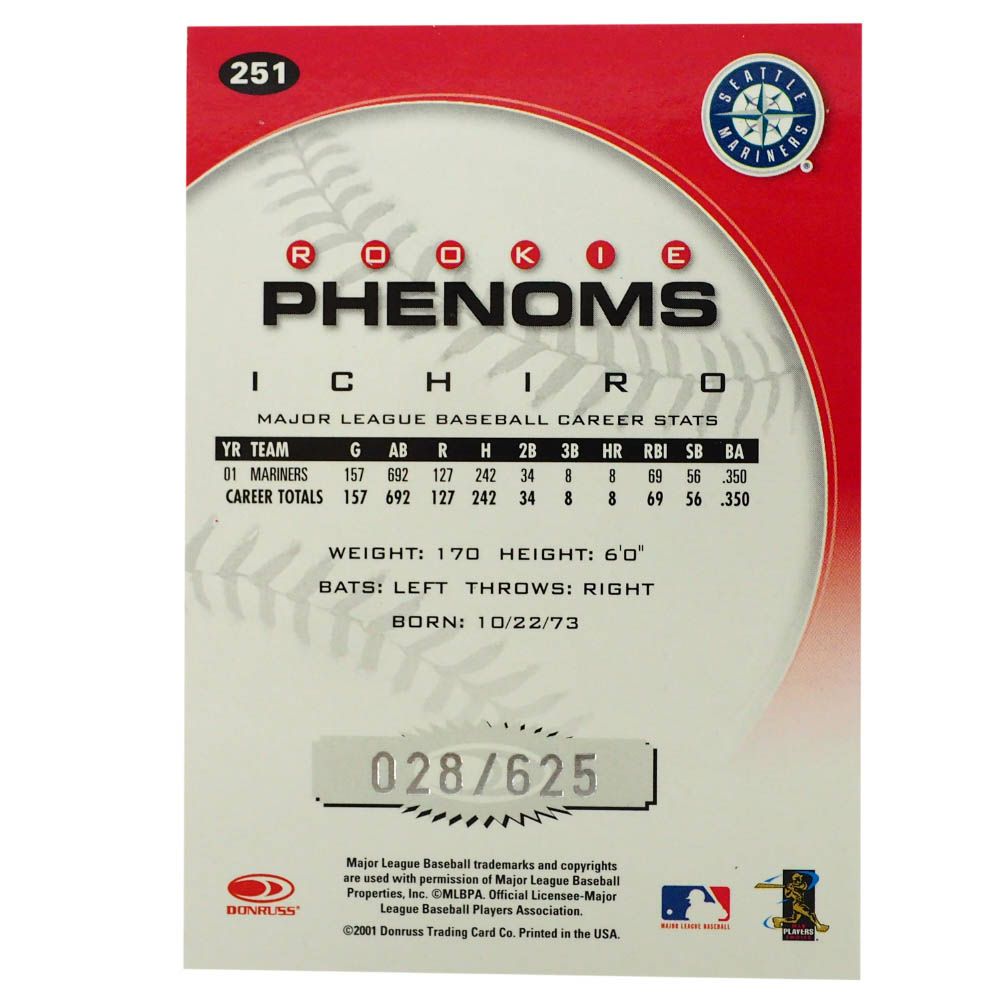 251
SEATTLE
MARINERS
®
ROOKIE
PHENOMS
ICHIRO
MAJOR LEAGUE BASEBALL CAREER STATS
YR TEAM G AB R H 2B 3B HR RBI SB BA
01 MARINERS 157 692 127 242 34 8 8 69 56 .350
CAREER TOTALS 157 692 127 242 34 8 8 69 56 .350
WEIGHT: 170 HEIGHT: 6'0"
BATS: LEFT THROWS: RIGHT
BORN: 10/22/73
028/625
Major League Baseball trademarks and copyrights
are used with permission of Major League Baseball
Properties, Inc. ©MLBPA. Official Licensee-Major
League Baseball Players Association.
©2001 Donruss Trading Card Co. Printed in the USA.
DONRUSS®
MAJOR LEAGUE BASEBALL
MLB
PLAYERS
CHOICE